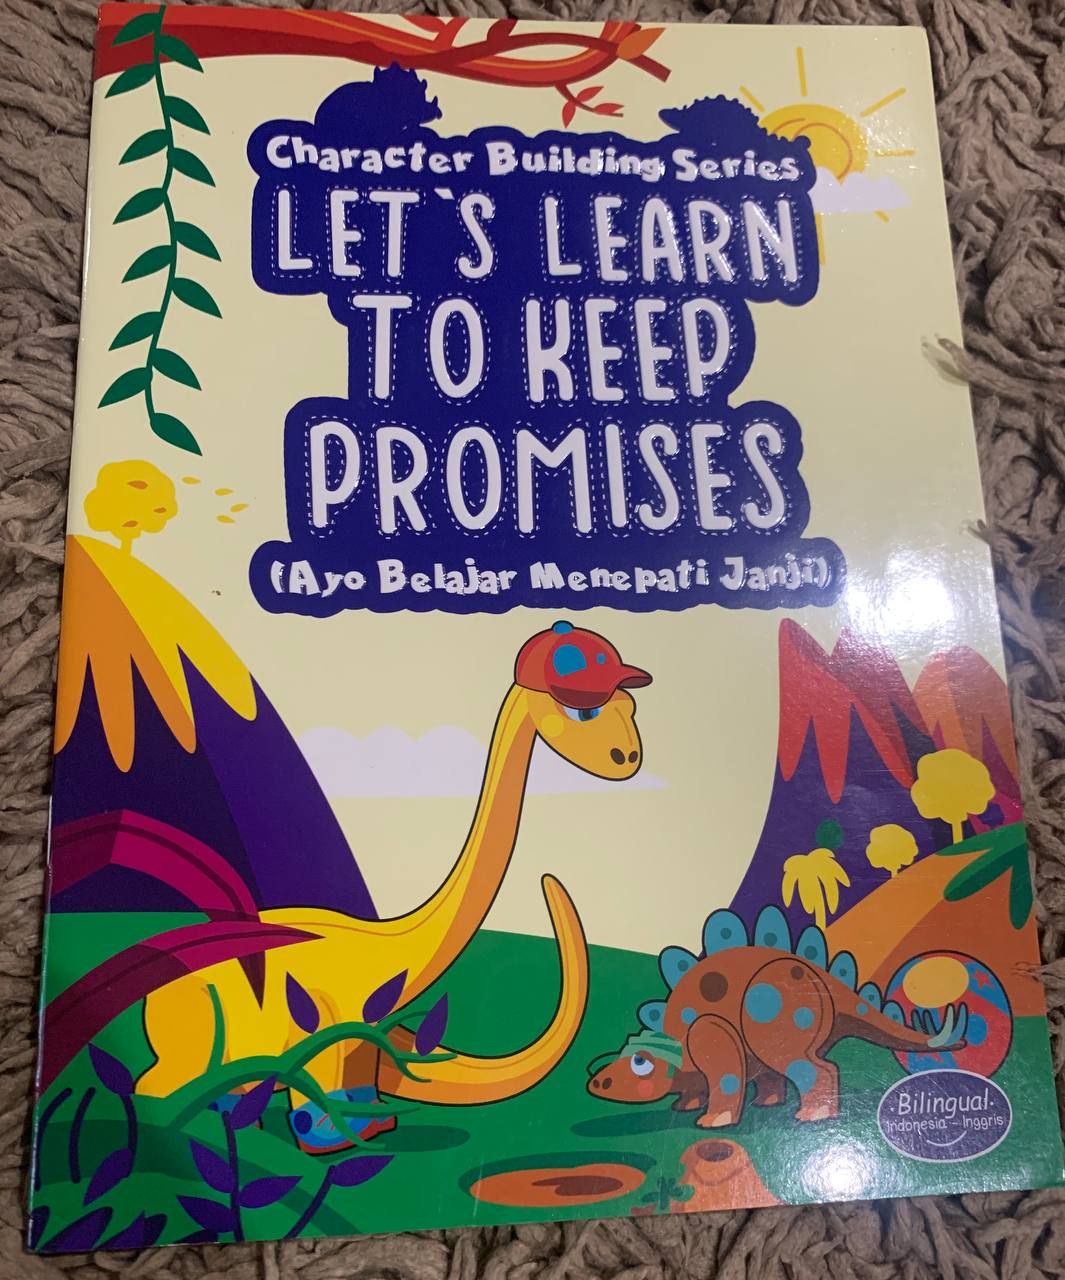 Character Building Series
LET`S LEARN
TO KEEP
PROMISES
(Ayo Belajar Menepati Janji)
·Bilingual·
Indonesia - Inggris